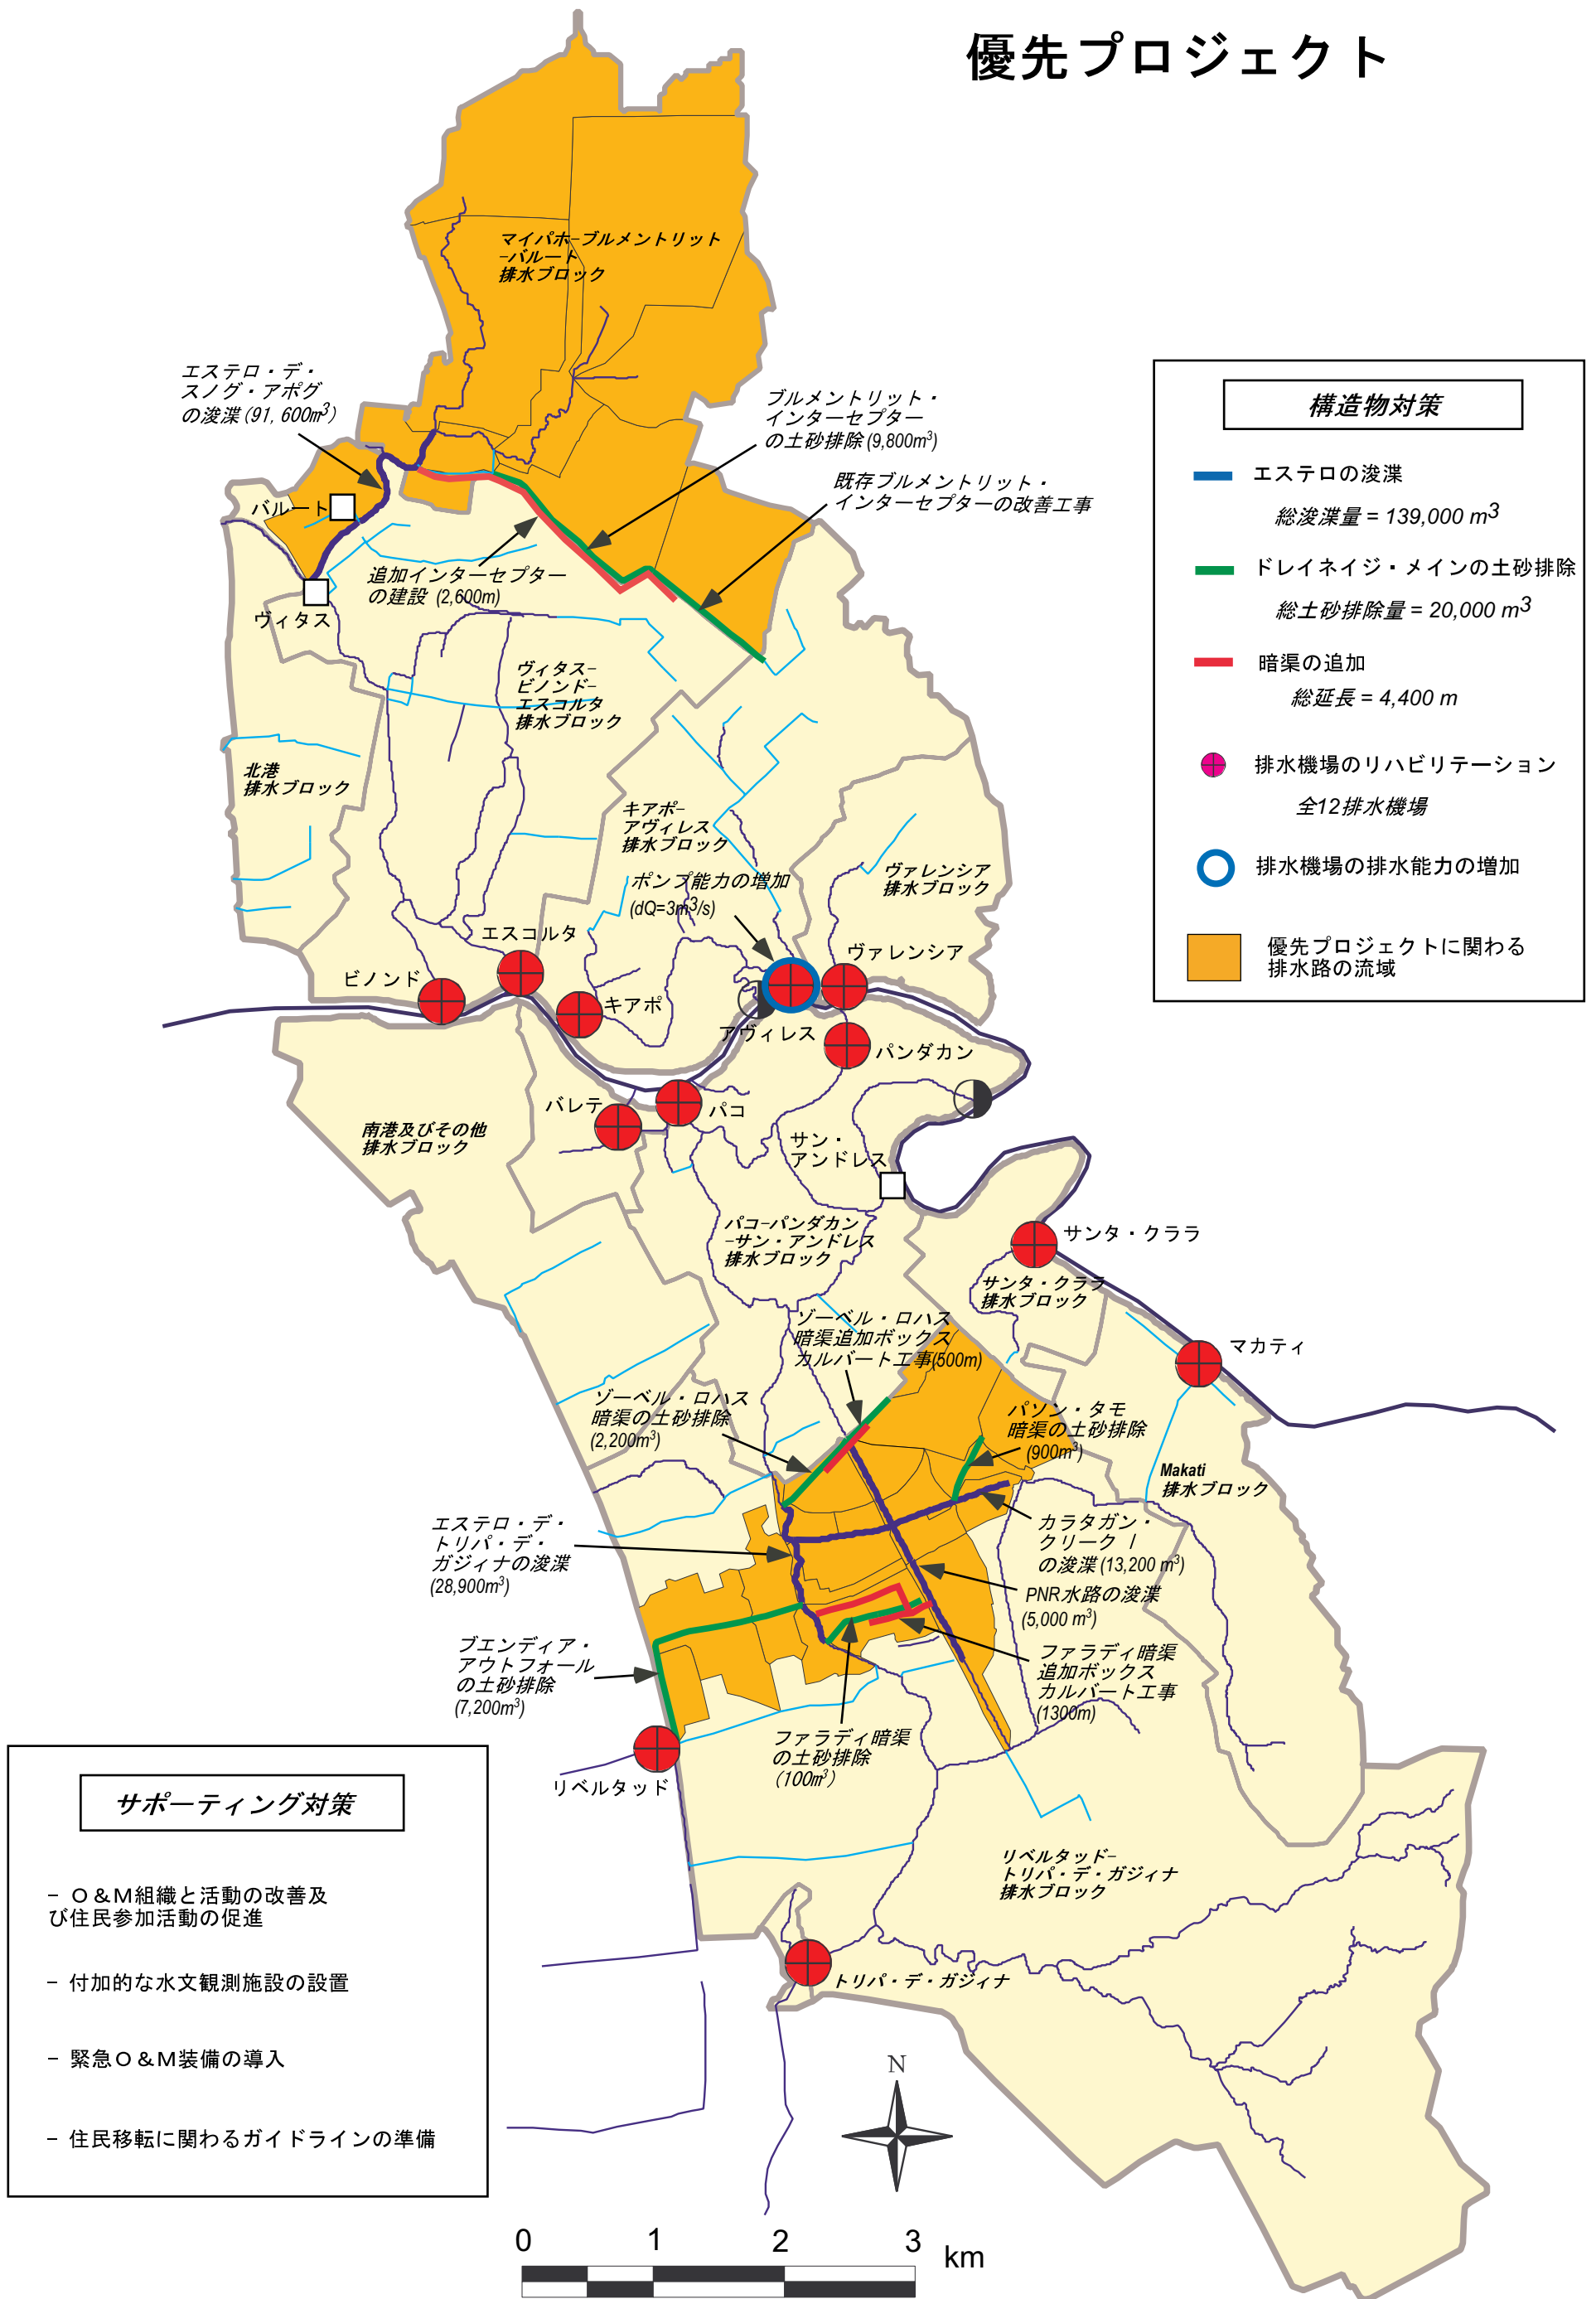 優先プロジェクト
マイパホ-ブルメントリット
-バルート
排水ブロック
エステロ・デ・
スノグ・アポグ
の浚渫(91,600m³)
ブルメントリット・
インターセプター
の土砂排除(9,800m³)
既存ブルメントリット・
インターセプターの改善工事
バルート
追加インターセプター
の建設 (2,600m)
ヴィタス
ヴィタス-
ビノンド-
エスコルタ
排水ブロック
北港
排水ブロック
キアポ-
アヴィレス
排水ブロック
ヴァレンシア
排水ブロック
ポンプ能力の増加
(dQ=3m³/s)
エスコルタ
ヴァレンシア
ビノンド
キアポ
アヴィレス
パンダカン
バレテ
パコ
南港及びその他
排水ブロック
サン・
アンドレス
パコ-パンダカン
-サン・アンドレス
排水ブロック
サンタ・クララ
サンタ・クララ
排水ブロック
マカティ
ゾーベル・ロハス
暗渠追加ボックス
カルバート工事(500m)
ゾーベル・ロハス
暗渠の土砂排除
(2,200m³)
パソン・タモ
暗渠の土砂排除
(900m³)
Makati
排水ブロック
エステロ・デ・
トリパ・デ・
ガジィナの浚渫
(28,900m³)
カラタガン・
クリーク I
の浚渫(13,200 m³)
PNR水路の浚渫
(5,000 m³)
ブエンディア・
アウトフォール
の土砂排除
(7,200m³)
ファラディ暗渠
追加ボックス
カルバート工事
(1300m)
ファラディ暗渠
の土砂排除
(100m³)
リベルタッド
リベルタッド-
トリパ・デ・ガジィナ
排水ブロック
トリパ・デ・ガジィナ
構造物対策
エステロの浚渫
総浚渫量 = 139,000 m³
ドレイネイジ・メインの土砂排除
総土砂排除量 = 20,000 m³
暗渠の追加
総延長 = 4,400 m
排水機場のリハビリテーション
全12排水機場
排水機場の排水能力の増加
優先プロジェクトに関わる
排水路の流域
サポーティング対策
- O&M組織と活動の改善及
び住民参加活動の促進
- 付加的な水文観測施設の設置
- 緊急O&M装備の導入
- 住民移転に関わるガイドラインの準備
N
0 1 2 3 km